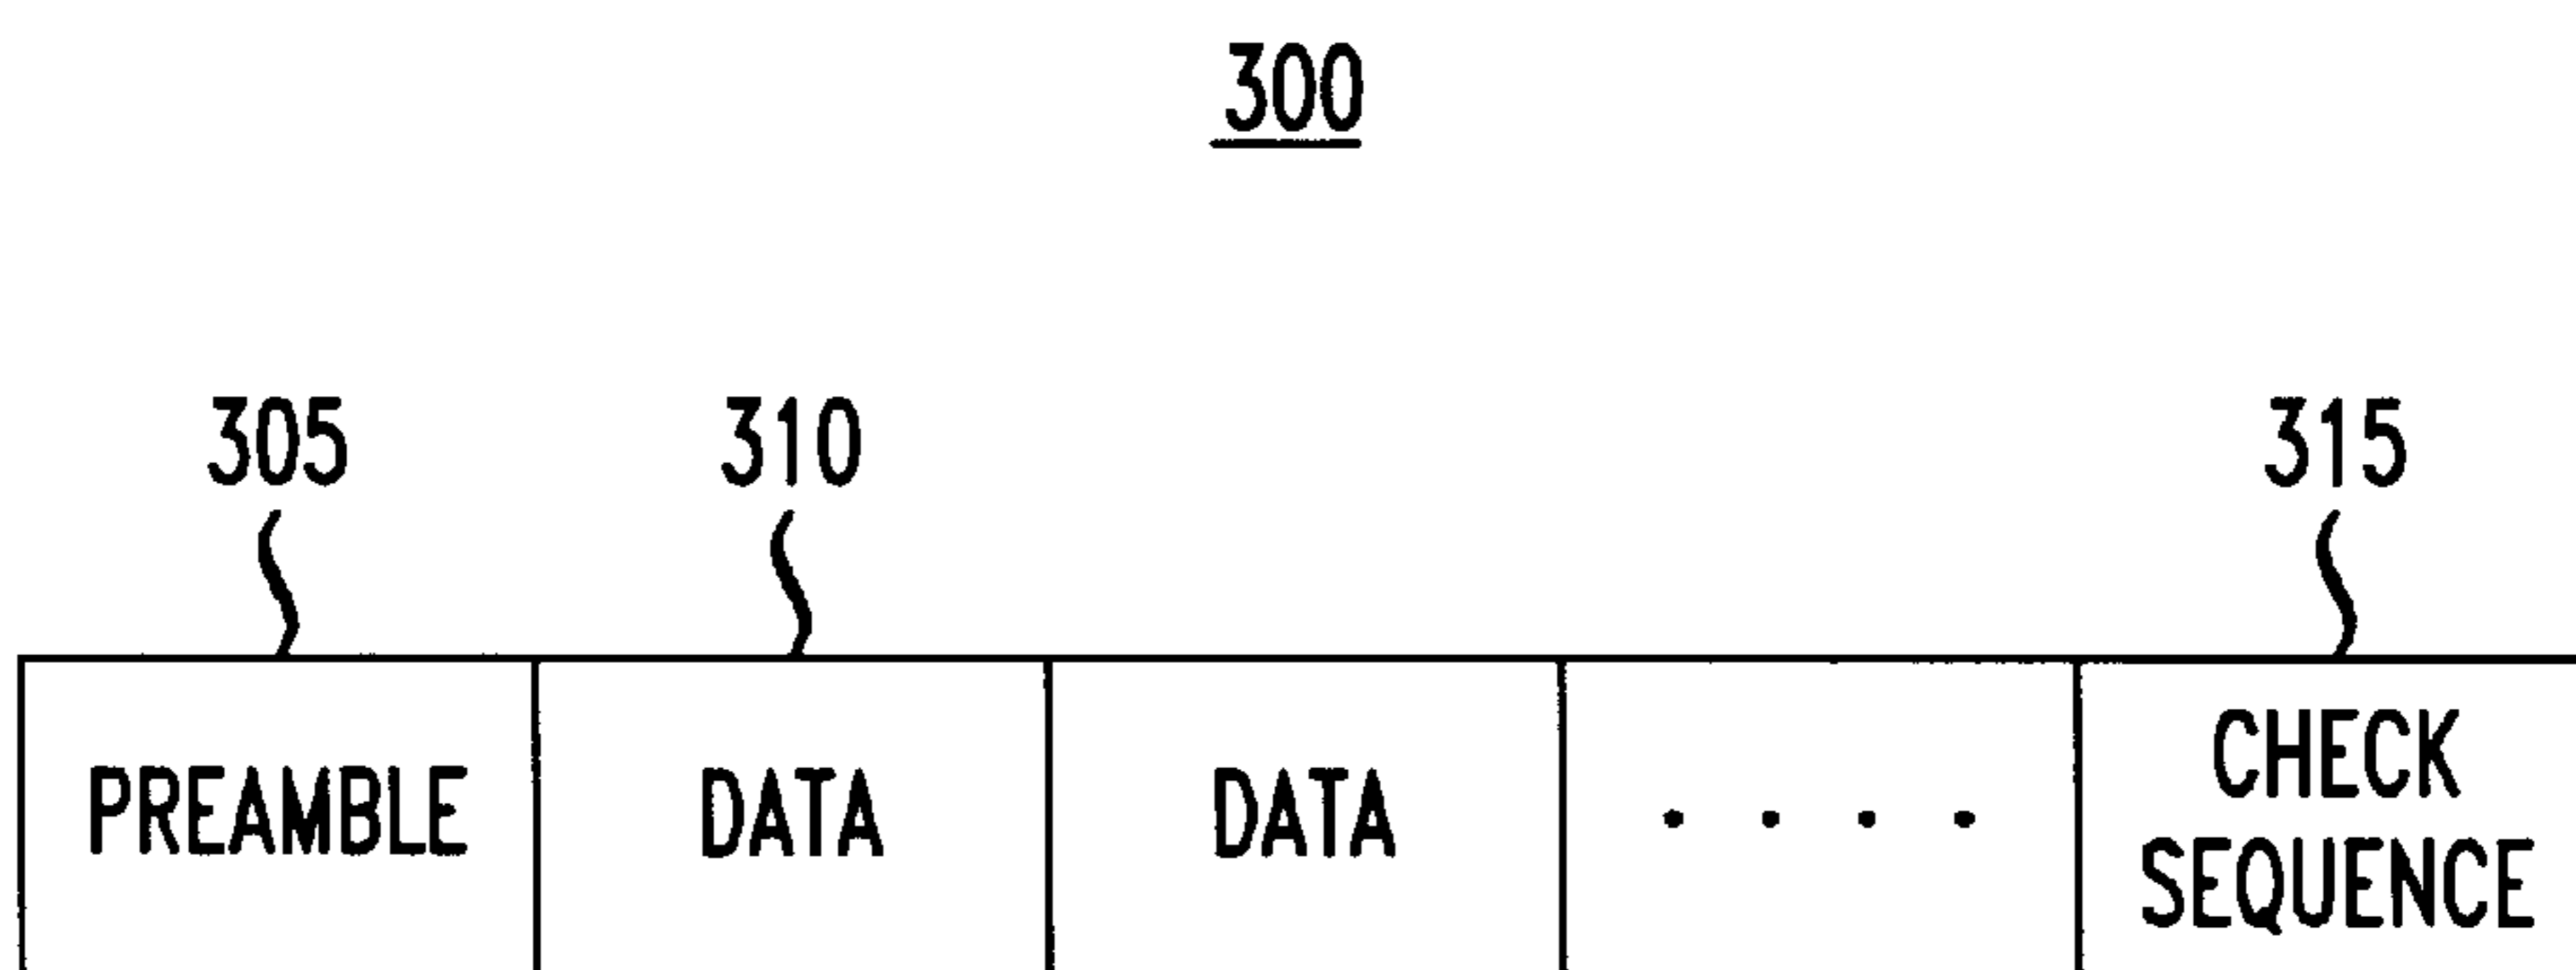 300
305 310 315
PREAMBLE DATA DATA . . . . CHECK
SEQUENCE